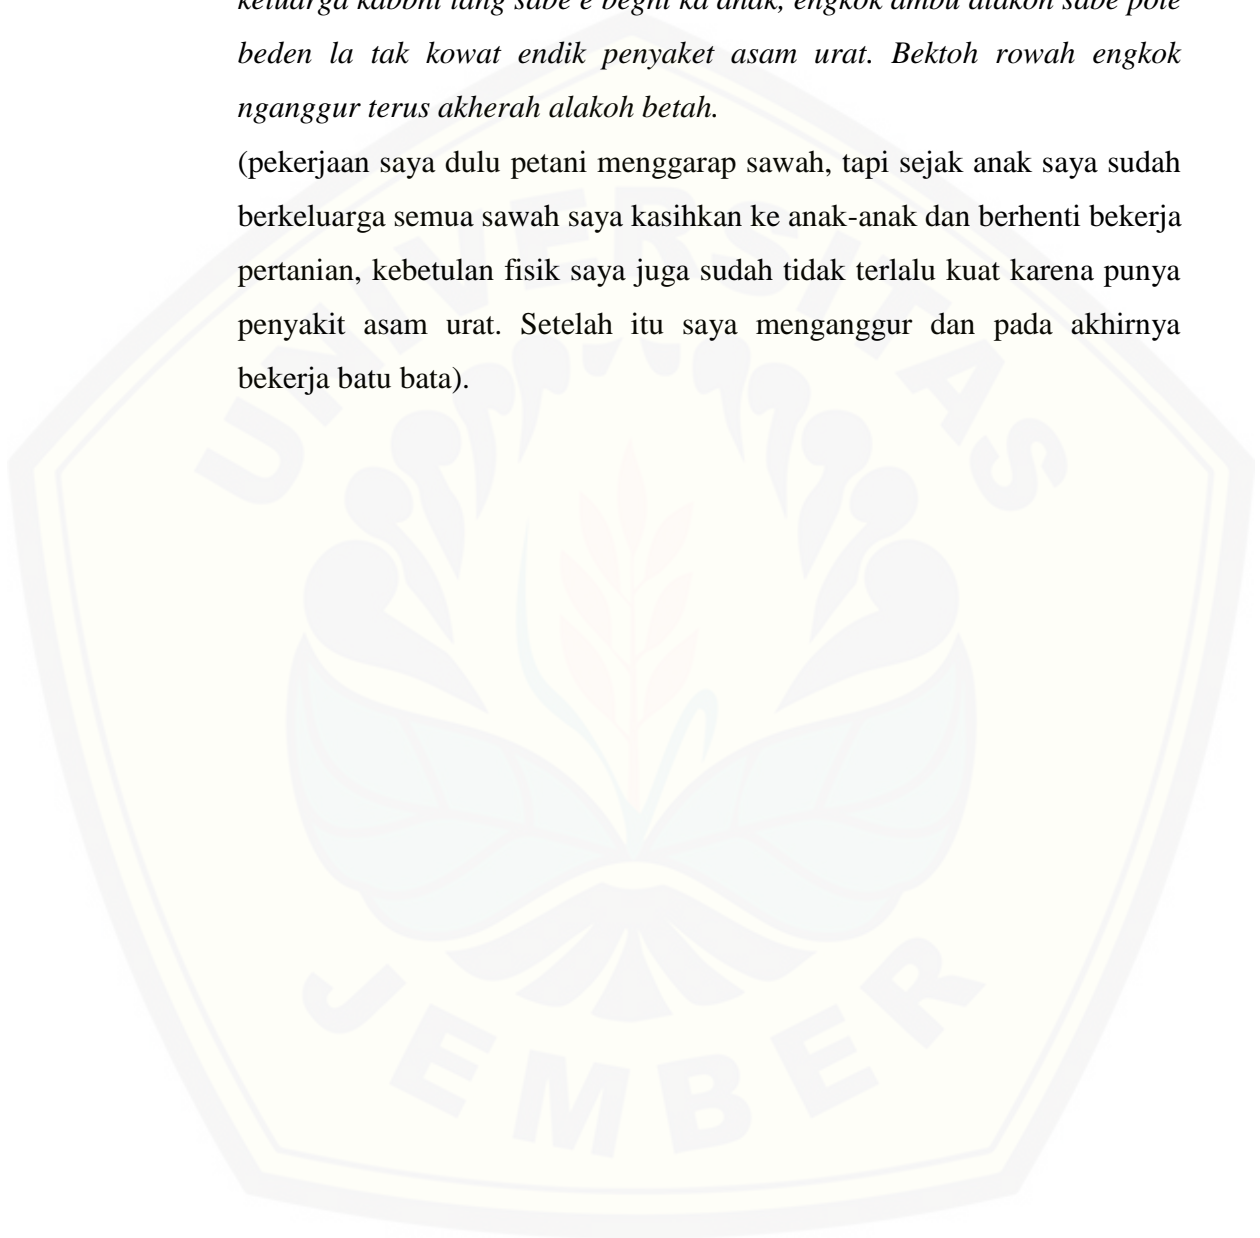 keluarga kabbhi tang sabe e beghi ka anak, engkok ambu alakoh sabe pole
beden la tak kowat endik penyaket asam urat. Bektoh rowah engkok
nganggur terus akherah alakoh betah.
(pekerjaan saya dulu petani menggarap sawah, tapi sejak anak saya sudah
berkeluarga semua sawah saya kasihkan ke anak-anak dan berhenti bekerja
pertanian, kebetulan fisik saya juga sudah tidak terlalu kuat karena punya
penyakit asam urat. Setelah itu saya menganggur dan pada akhirnya
bekerja batu bata).
UNIVERSITAS
JEMBER